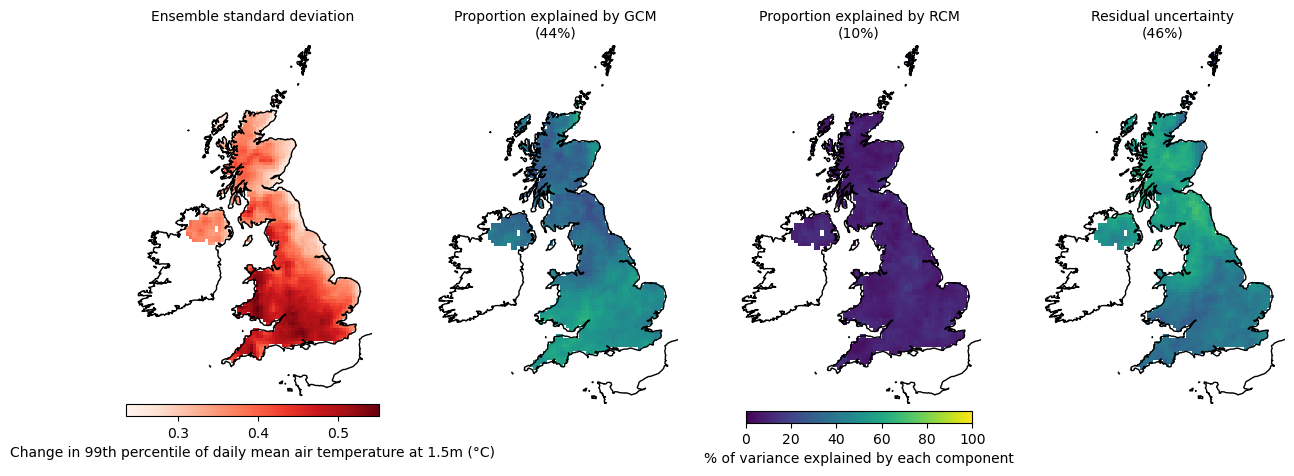 Ensemble standard deviation
Proportion explained by GCM
(44%)
Proportion explained by RCM
(10%)
Residual uncertainty
(46%)
0.3 0.4 0.5
Change in 99th percentile of daily mean air temperature at 1.5m (°C)
0 20 40 60 80 100
% of variance explained by each component